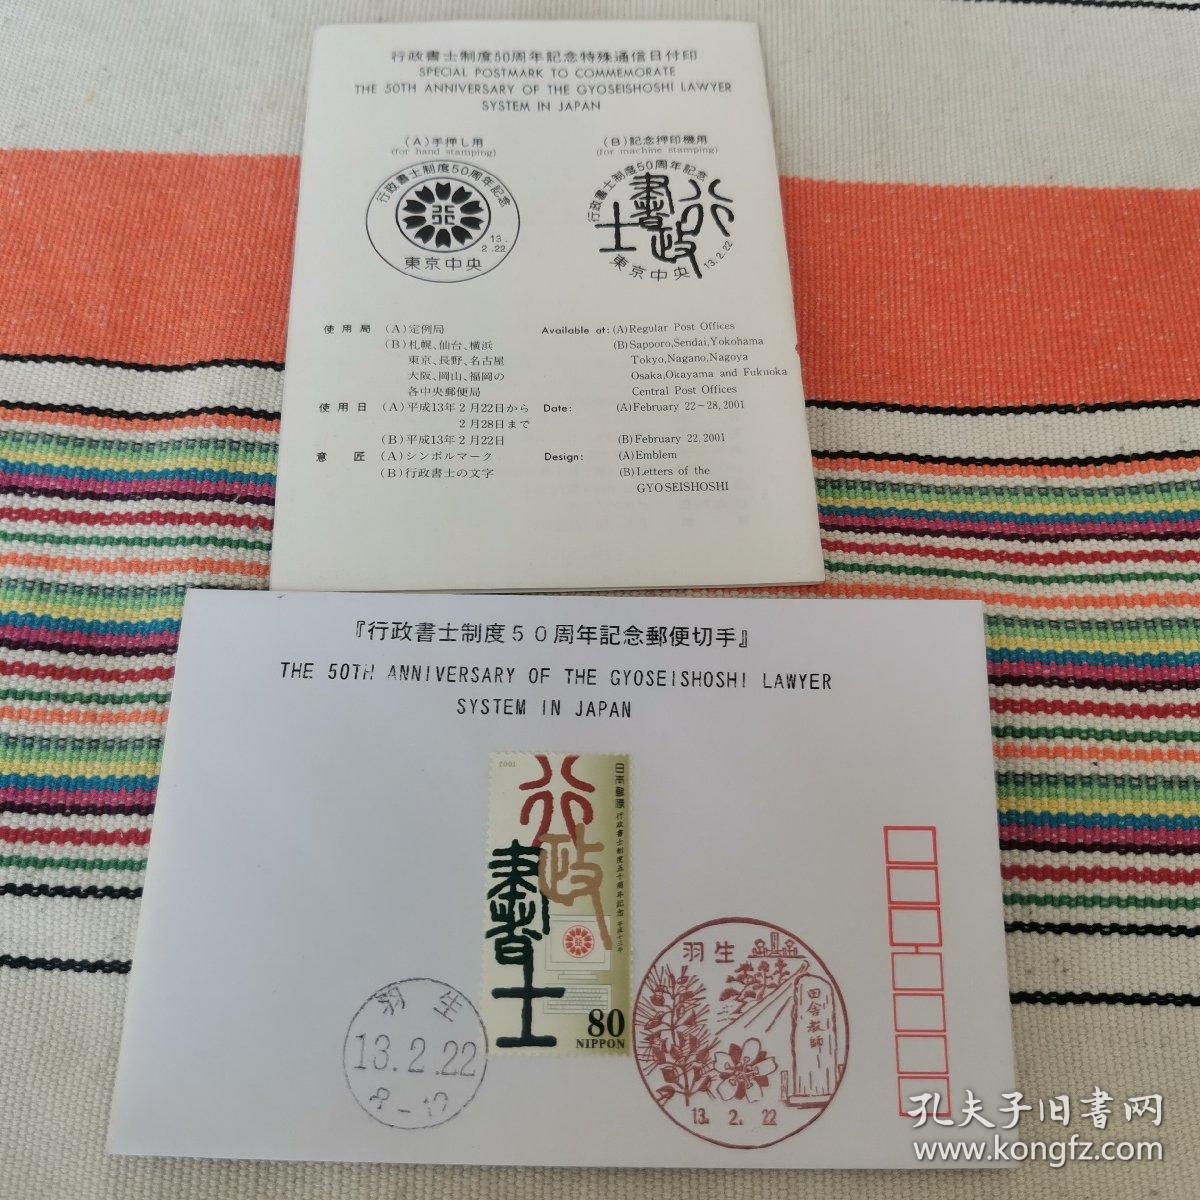 行政書士制度50周年記念特殊通信日付印
SPECIAL POSTMARK TO COMMEMORATE
THE 50TH ANNIVERSARY OF THE GYOSEISHOSHI LAWYER
SYSTEM IN JAPAN
(A)手押し用
(for hand stamping)
(B)記念押印機用
(for machine stamping)
行政書士制度50周年記念
13.
2.22
東京中央
行政書士制度50周年記念
行政
書士
13.2.22
東京中央
使用局 (A)定例局
(B)札幌、仙台、横浜
東京、長野、名古屋
大阪、岡山、福岡の
各中央郵便局
使用日 (A)平成13年2月22日から
2月28日まで
(B)平成13年2月22日
意匠 (A)シンボルマーク
(B)行政書士の文字
Available at: (A)Regular Post Offices
(B)Sapporo,Sendai,Yokohama
Tokyo,Nagano,Nagoya
Osaka,Okayama and Fukuoka
Central Post Offices
Date: (A)February 22~28,2001
(B)February 22,2001
Design: (A)Emblem
(B)Letters of the
GYOSEISHOSHI
『行政書士制度50周年記念郵便切手』
THE 50TH ANNIVERSARY OF THE GYOSEISHOSHI LAWYER
SYSTEM IN JAPAN
2001
日本郵便
行政書士制度五十周年記念 平成十三年
行政
書士
80
NIPPON
羽生
13.2.22
8-12
羽生
田舎教師
13. 2. 22
孔夫子旧书网
www.kongfz.com